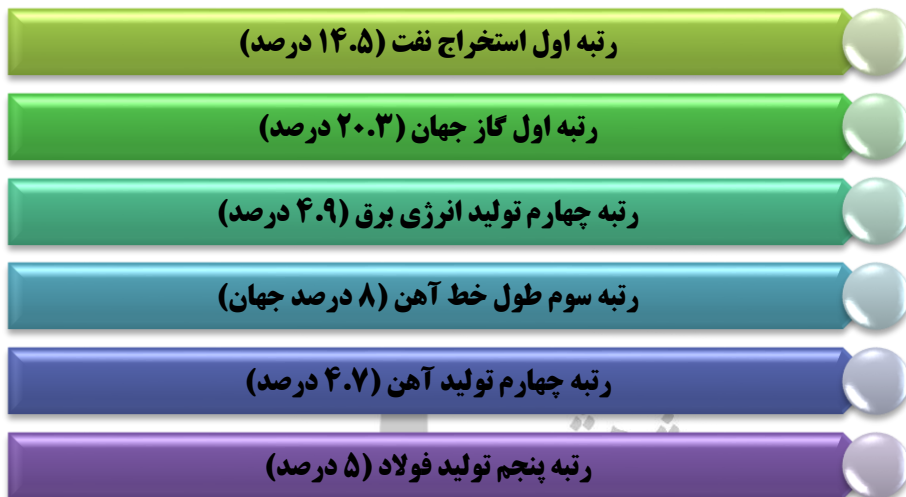 رتبه اول استخراج نفت (۱۴.۵ درصد)
رتبه اول گاز جهان (۲۰.۳ درصد)
رتبه چهارم تولید انرژی برق (۴.۹ درصد)
رتبه سوم طول خط آهن (۸ درصد جهان)
رتبه چهارم تولید آهن (۴.۷ درصد)
رتبه پنجم تولید فولاد (۵ درصد)